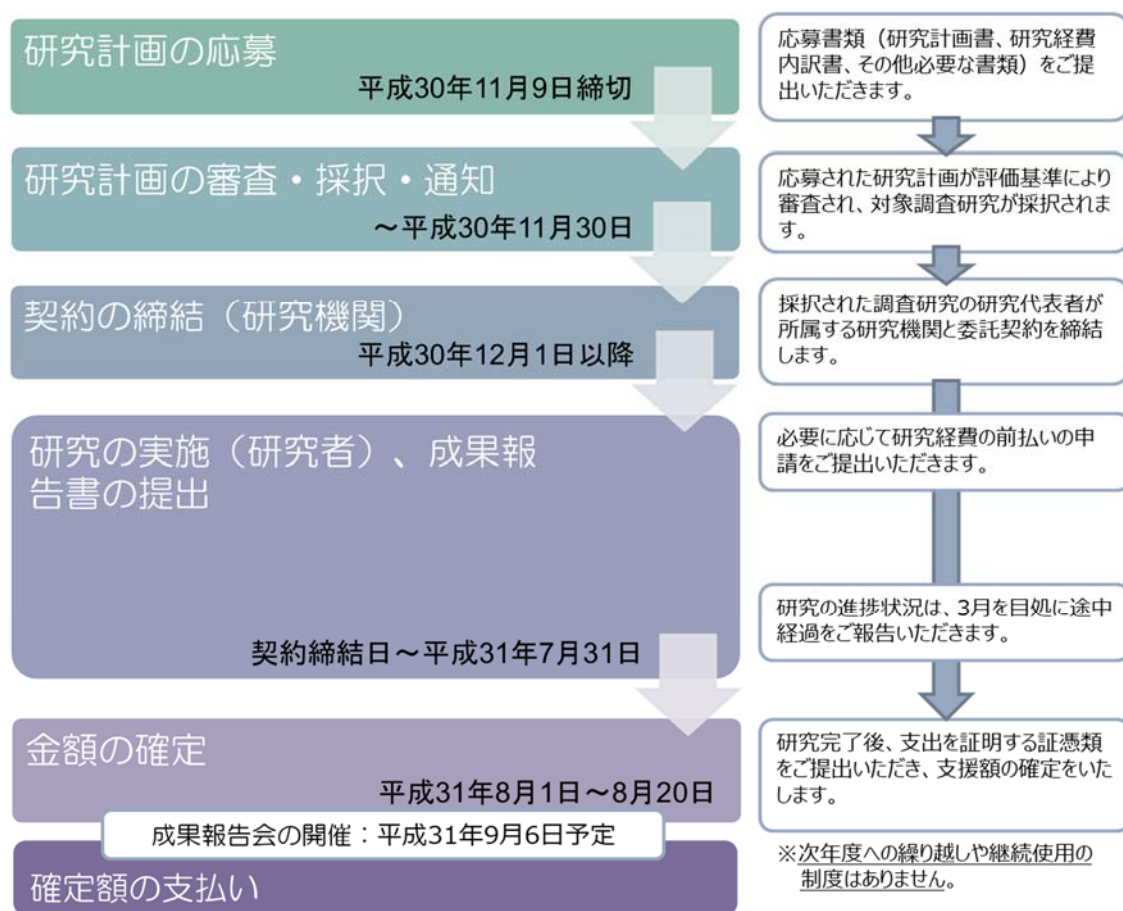 研究計画の応募
平成30年11月9日締切
応募書類（研究計画書、研究経費
内訳書、その他必要な書類）をご提
出いただきます。
研究計画の審査・採択・通知
～平成30年11月30日
応募された研究計画が評価基準により
審査され、対象調査研究が採択されま
す。
契約の締結（研究機関）
平成30年12月1日以降
採択された調査研究の研究代表者が
所属する研究機関と委託契約を締結
します。
研究の実施（研究者）、成果報
告書の提出
契約締結日～平成31年7月31日
必要に応じて研究経費の前払いの申
請をご提出いただきます。
研究の進捗状況は、3月を目処に途中
経過をご報告いただきます。
金額の確定
平成31年8月1日～8月20日
研究完了後、支出を証明する証憑類
をご提出いただき、支援額の確定をいた
します。
成果報告会の開催：平成31年9月6日予定
確定額の支払い
※次年度への繰り越しや継続使用の
制度はありません。